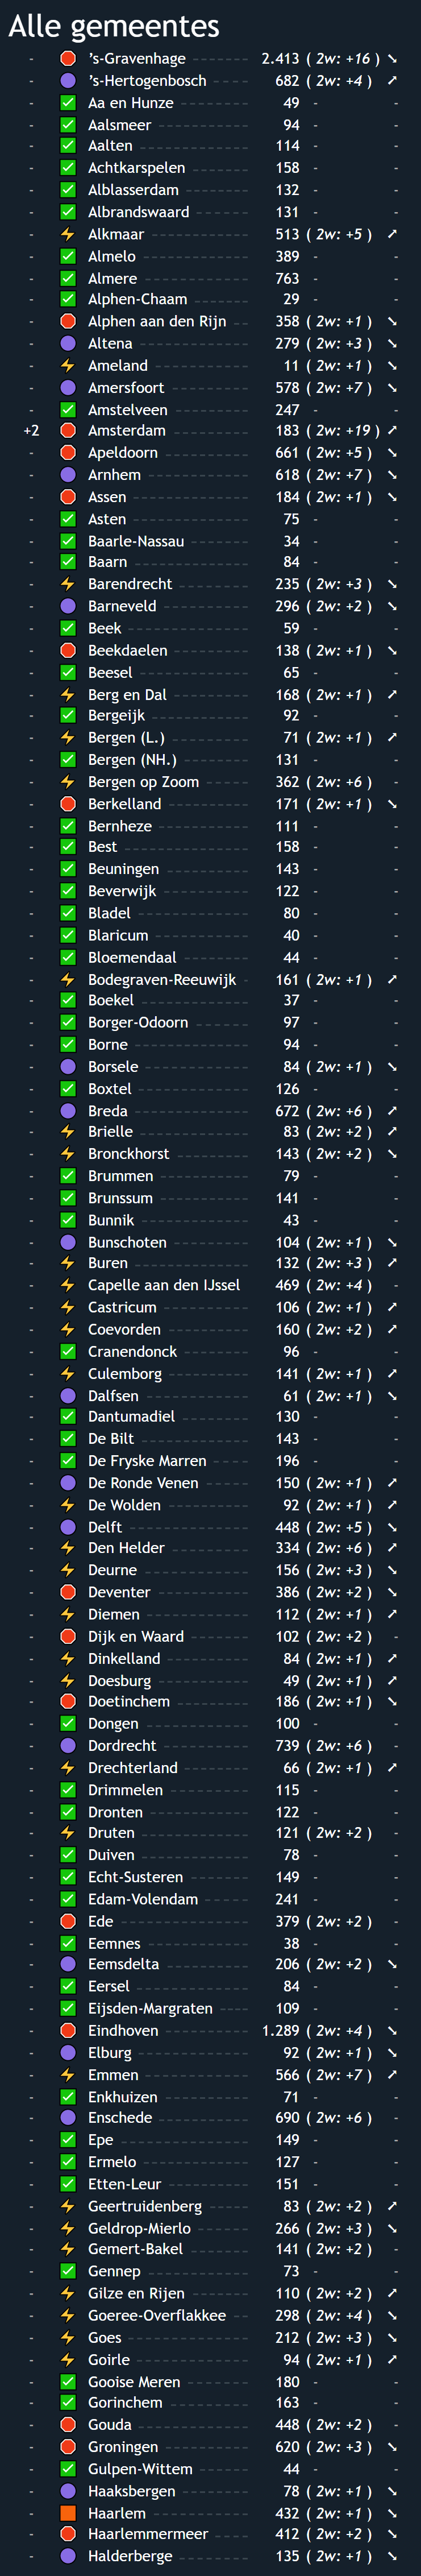 Alle gemeentes
- ’s-Gravenhage 2.413 ( 2w: +16 ) ➘
- ’s-Hertogenbosch 682 ( 2w: +4 ) ➚
- Aa en Hunze 49 - -
- Aalsmeer 94 - -
- Aalten 114 - -
- Achtkarspelen 158 - -
- Alblasserdam 132 - -
- Albrandswaard 131 - -
- Alkmaar 513 ( 2w: +5 ) ➚
- Almelo 389 - -
- Almere 763 - -
- Alphen-Chaam 29 - -
- Alphen aan den Rijn 358 ( 2w: +1 ) ➘
- Altena 279 ( 2w: +3 ) ➘
- Ameland 11 ( 2w: +1 ) ➘
- Amersfoort 578 ( 2w: +7 ) ➘
- Amstelveen 247 - -
+2 Amsterdam 183 ( 2w: +19 ) ➚
- Apeldoorn 661 ( 2w: +5 ) ➘
- Arnhem 618 ( 2w: +7 ) ➘
- Assen 184 ( 2w: +1 ) ➘
- Asten 75 - -
- Baarle-Nassau 34 - -
- Baarn 84 - -
- Barendrecht 235 ( 2w: +3 ) ➘
- Barneveld 296 ( 2w: +2 ) ➘
- Beek 59 - -
- Beekdaelen 138 ( 2w: +1 ) ➘
- Beesel 65 - -
- Berg en Dal 168 ( 2w: +1 ) ➚
- Bergeijk 92 - -
- Bergen (L.) 71 ( 2w: +1 ) ➚
- Bergen (NH.) 131 - -
- Bergen op Zoom 362 ( 2w: +6 ) -
- Berkelland 171 ( 2w: +1 ) ➘
- Bernheze 111 - -
- Best 158 - -
- Beuningen 143 - -
- Beverwijk 122 - -
- Bladel 80 - -
- Blaricum 40 - -
- Bloemendaal 44 - -
- Bodegraven-Reeuwijk 161 ( 2w: +1 ) ➚
- Boekel 37 - -
- Borger-Odoorn 97 - -
- Borne 94 - -
- Borsele 84 ( 2w: +1 ) ➘
- Boxtel 126 - -
- Breda 672 ( 2w: +6 ) ➚
- Brielle 83 ( 2w: +2 ) ➚
- Bronckhorst 143 ( 2w: +2 ) ➘
- Brummen 79 - -
- Brunssum 141 - -
- Bunnik 43 - -
- Bunschoten 104 ( 2w: +1 ) ➘
- Buren 132 ( 2w: +3 ) ➚
- Capelle aan den IJssel 469 ( 2w: +4 ) -
- Castricum 106 ( 2w: +1 ) ➚
- Coevorden 160 ( 2w: +2 ) ➚
- Cranendonck 96 - -
- Culemborg 141 ( 2w: +1 ) ➚
- Dalfsen 61 ( 2w: +1 ) ➘
- Dantumadiel 130 - -
- De Bilt 143 - -
- De Fryske Marren 196 - -
- De Ronde Venen 150 ( 2w: +1 ) ➚
- De Wolden 92 ( 2w: +1 ) ➚
- Delft 448 ( 2w: +5 ) ➘
- Den Helder 334 ( 2w: +6 ) ➚
- Deurne 156 ( 2w: +3 ) ➘
- Deventer 386 ( 2w: +2 ) ➘
- Diemen 112 ( 2w: +1 ) ➚
- Dijk en Waard 102 ( 2w: +2 ) -
- Dinkelland 84 ( 2w: +1 ) ➚
- Doesburg 49 ( 2w: +1 ) ➚
- Doetinchem 186 ( 2w: +1 ) ➘
- Dongen 100 - -
- Dordrecht 739 ( 2w: +6 ) -
- Drechterland 66 ( 2w: +1 ) ➚
- Drimmelen 115 - -
- Dronten 122 - -
- Druten 121 ( 2w: +2 ) -
- Duiven 78 - -
- Echt-Susteren 149 - -
- Edam-Volendam 241 - -
- Ede 379 ( 2w: +2 ) -
- Eemnes 38 - -
- Eemsdelta 206 ( 2w: +2 ) ➘
- Eersel 84 - -
- Eijsden-Margraten 109 - -
- Eindhoven 1.289 ( 2w: +4 ) ➘
- Elburg 92 ( 2w: +1 ) ➘
- Emmen 566 ( 2w: +7 ) ➚
- Enkhuizen 71 - -
- Enschede 690 ( 2w: +6 ) -
- Epe 149 - -
- Ermelo 127 - -
- Etten-Leur 151 - -
- Geertruidenberg 83 ( 2w: +2 ) ➚
- Geldrop-Mierlo 266 ( 2w: +3 ) ➘
- Gemert-Bakel 141 ( 2w: +2 ) -
- Gennep 73 - -
- Gilze en Rijen 110 ( 2w: +2 ) ➚
- Goeree-Overflakkee 298 ( 2w: +4 ) ➘
- Goes 212 ( 2w: +3 ) ➘
- Goirle 94 ( 2w: +1 ) ➚
- Gooise Meren 180 - -
- Gorinchem 163 - -
- Gouda 448 ( 2w: +2 ) -
- Groningen 620 ( 2w: +3 ) ➘
- Gulpen-Wittem 44 - -
- Haaksbergen 78 ( 2w: +1 ) ➘
- Haarlem 432 ( 2w: +1 ) ➘
- Haarlemmermeer 412 ( 2w: +2 ) ➘
- Halderberge 135 ( 2w: +1 ) ➘